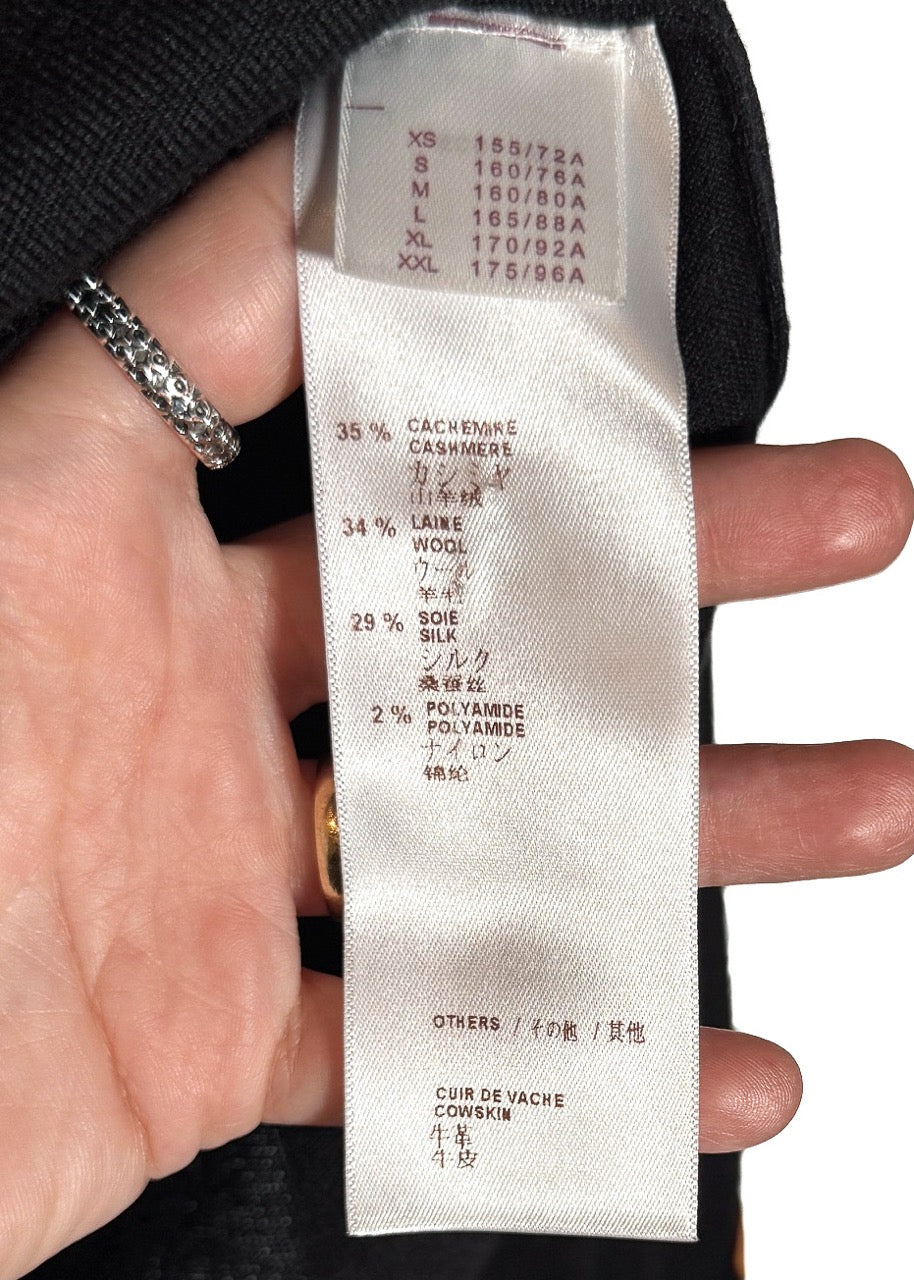 XS 155/72A
S 160/76A
M 160/80A
L 165/88A
XL 170/92A
XXL 175/96A
35 % CACHEMIRE
CASHMERE
カシミヤ
山羊绒
34 % LAINE
WOOL
ウール
羊毛
29 % SOIE
SILK
シルク
桑蚕丝
2 % POLYAMIDE
POLYAMIDE
ナイロン
锦纶
OTHERS / その他 / 其他
CUIR DE VACHE
COWSKIN
牛革
牛皮